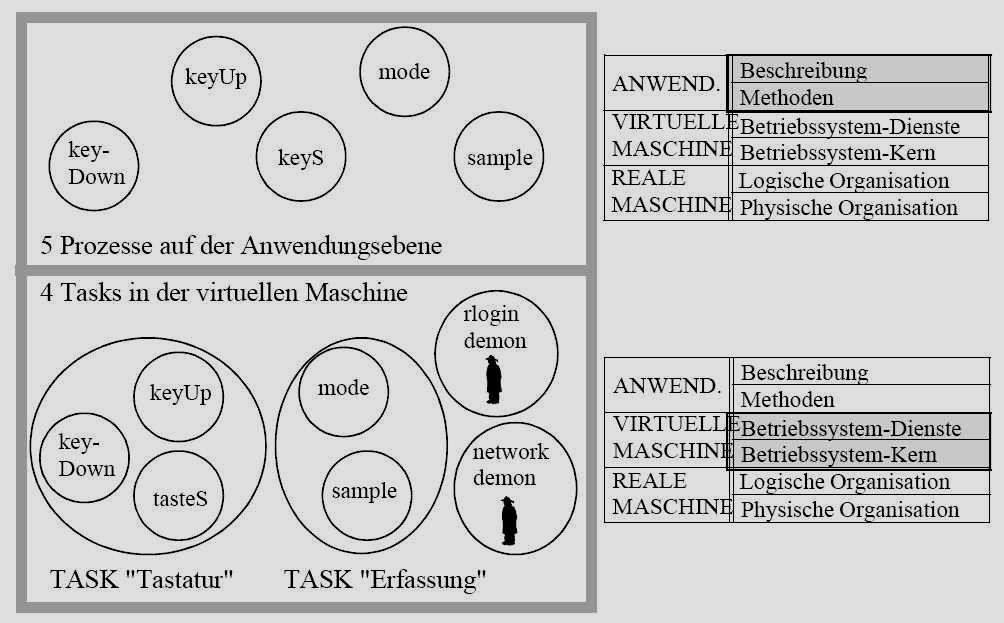 keyUp
mode
key-
Down
keyS
sample
5 Prozesse auf der Anwendungsebene
ANWEND.
Beschreibung
Methoden
VIRTUELLE
MASCHINE
Betriebssystem-Dienste
Betriebssystem-Kern
REALE
MASCHINE
Logische Organisation
Physische Organisation
4 Tasks in der virtuellen Maschine
rlogin
demon
keyUp
mode
key-
Down
tasteS
sample
network
demon
TASK "Tastatur"
TASK "Erfassung"
ANWEND.
Beschreibung
Methoden
VIRTUELLE
MASCHINE
Betriebssystem-Dienste
Betriebssystem-Kern
REALE
MASCHINE
Logische Organisation
Physische Organisation